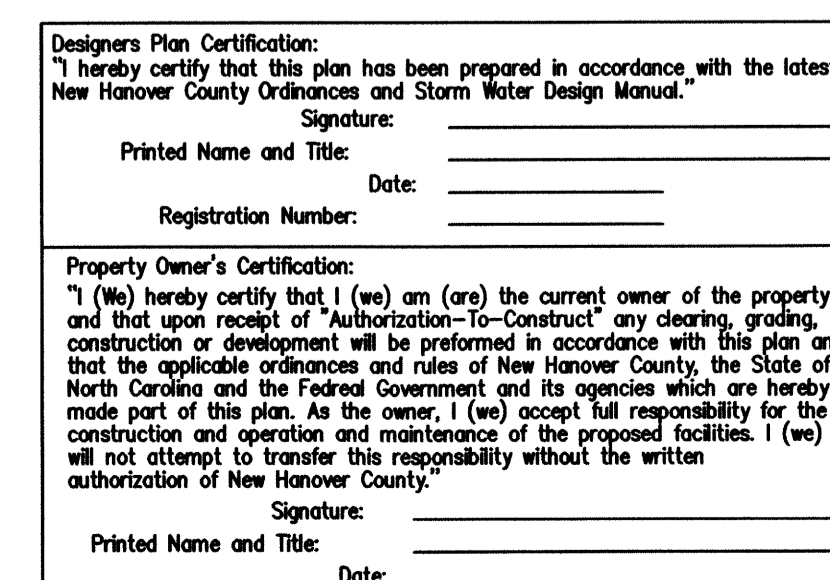 Designers Plan Certification:
"I hereby certify that this plan has been prepared in accordance with the lates
New Hanover County Ordinances and Storm Water Design Manual."
Signature:
Printed Name and Title:
Date:
Registration Number:
Property Owner's Certification:
"I (We) hereby certify that I (we) am (are) the current owner of the property
and that upon receipt of "Authorization-To-Construct" any clearing, grading,
construction or development will be preformed in accordance with this plan an
that the applicable ordinances and rules of New Hanover County, the State of
North Carolina and the Fedreal Government and its agencies which are hereby
made part of this plan. As the owner, I (we) accept full responsibility for the
construction and operation and maintenance of the proposed facilities. I (we)
will not attempt to transfer this responsibility without the written
authorization of New Hanover County."
Signature:
Printed Name and Title:
Date: